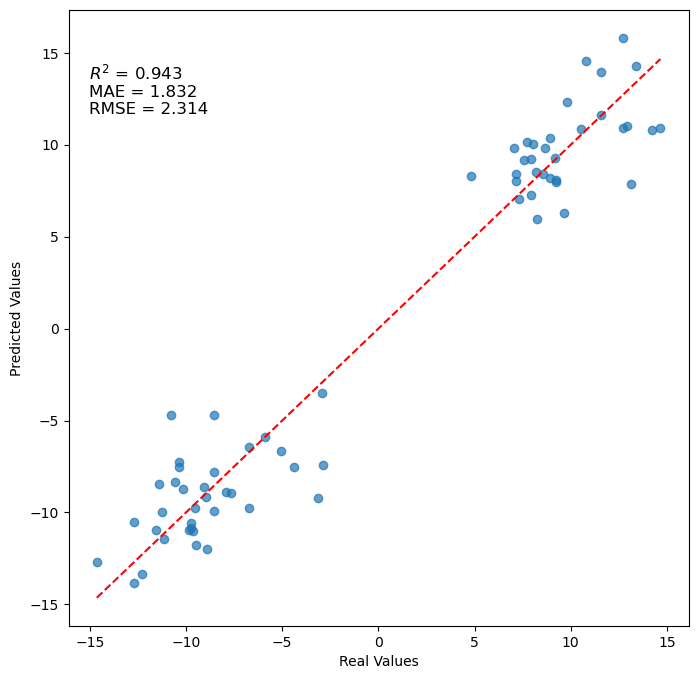 R² = 0.943
MAE = 1.832
RMSE = 2.314
15
10
5
0
−5
−10
−15
Predicted Values
−15 −10 −5 0 5 10 15
Real Values